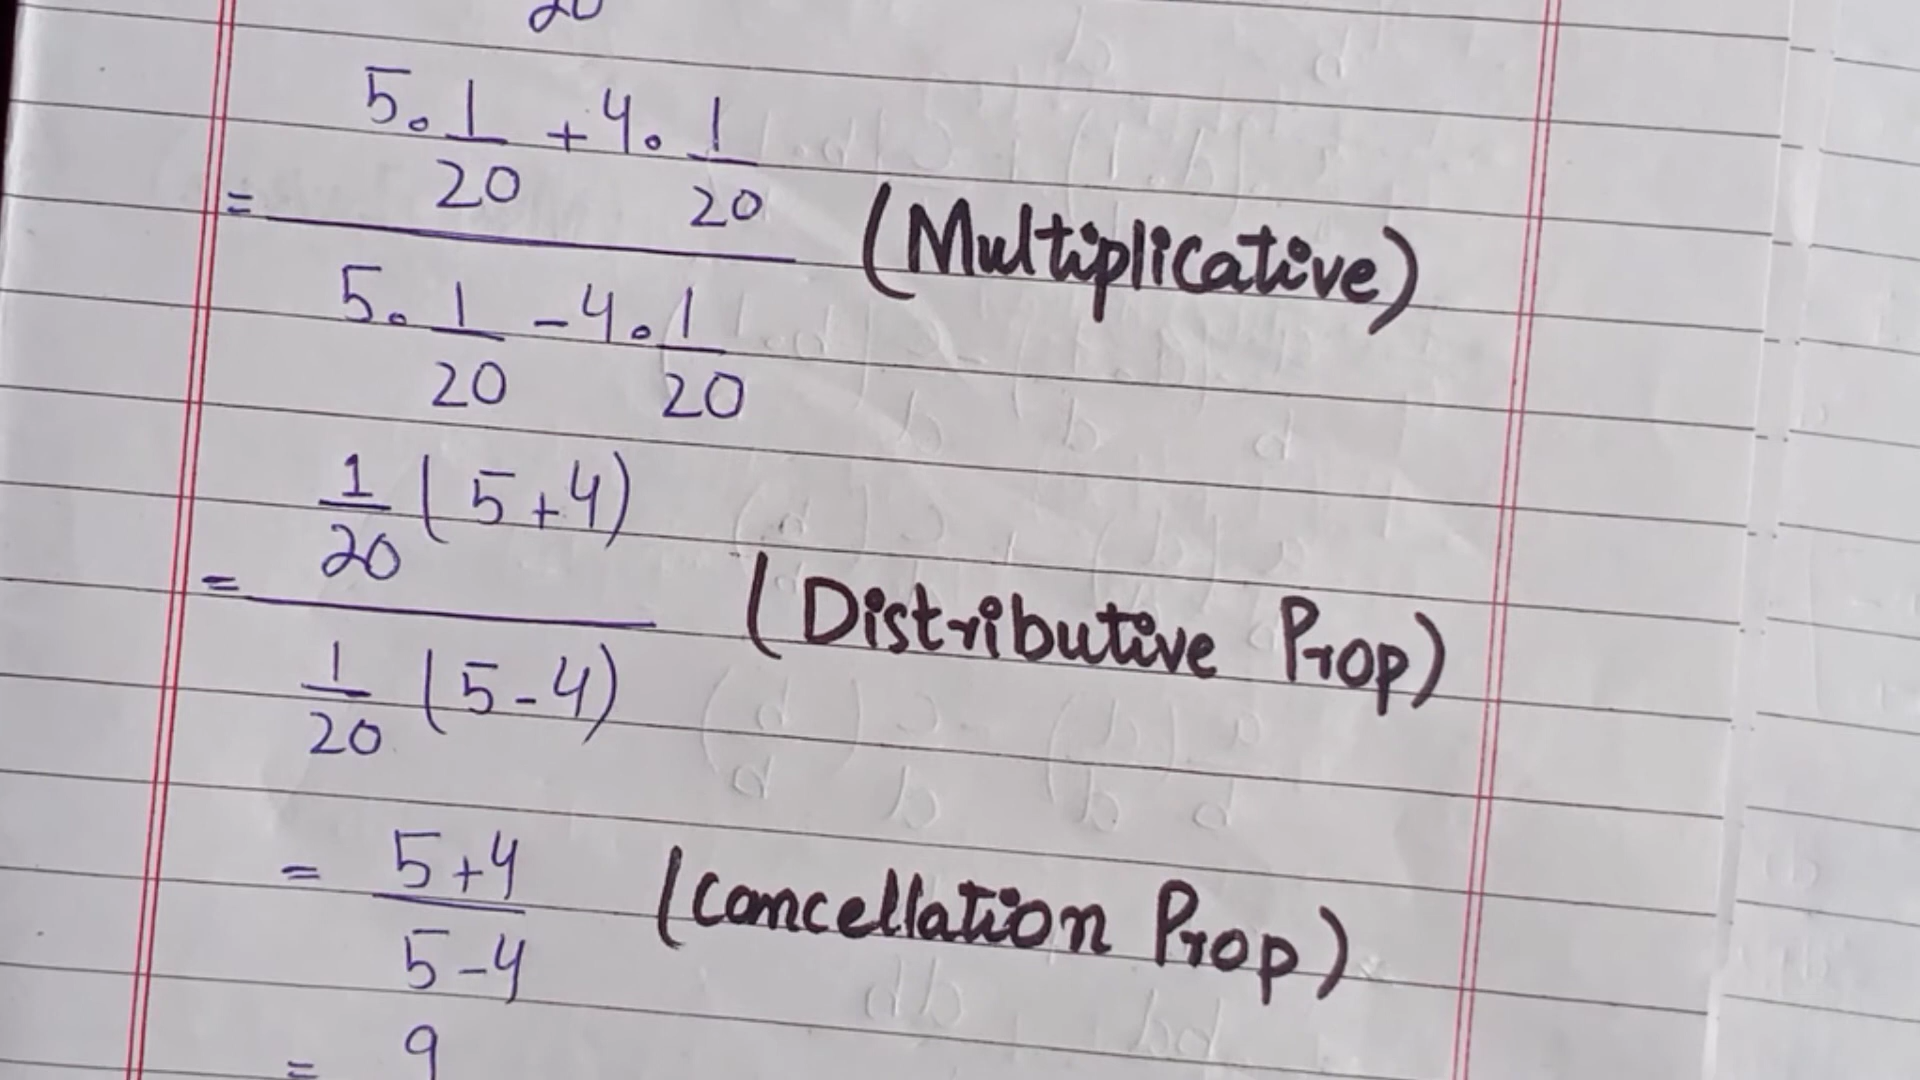 20
5. 1/20 + 4. 1/20
= ———— (Multiplicative)
5. 1/20 - 4. 1/20
1/20 (5+4)
= ———— (Distributive Prop)
1/20 (5-4)
= 5+4 (Cancellation Prop)
5-4
= 9